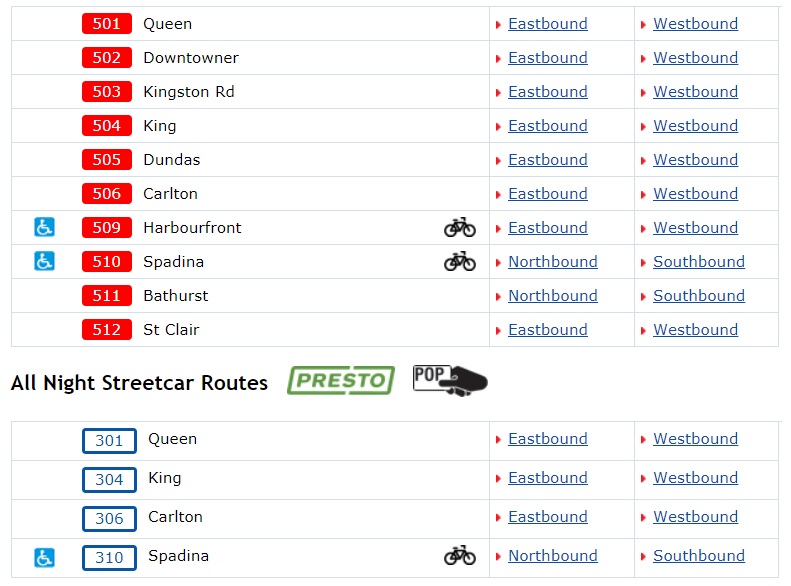 501 Queen Eastbound Westbound
502 Downtowner Eastbound Westbound
503 Kingston Rd Eastbound Westbound
504 King Eastbound Westbound
505 Dundas Eastbound Westbound
506 Carlton Eastbound Westbound
509 Harbourfront Eastbound Westbound
510 Spadina Northbound Southbound
511 Bathurst Northbound Southbound
512 St Clair Eastbound Westbound
All Night Streetcar Routes PRESTO POP
301 Queen Eastbound Westbound
304 King Eastbound Westbound
306 Carlton Eastbound Westbound
310 Spadina Northbound Southbound